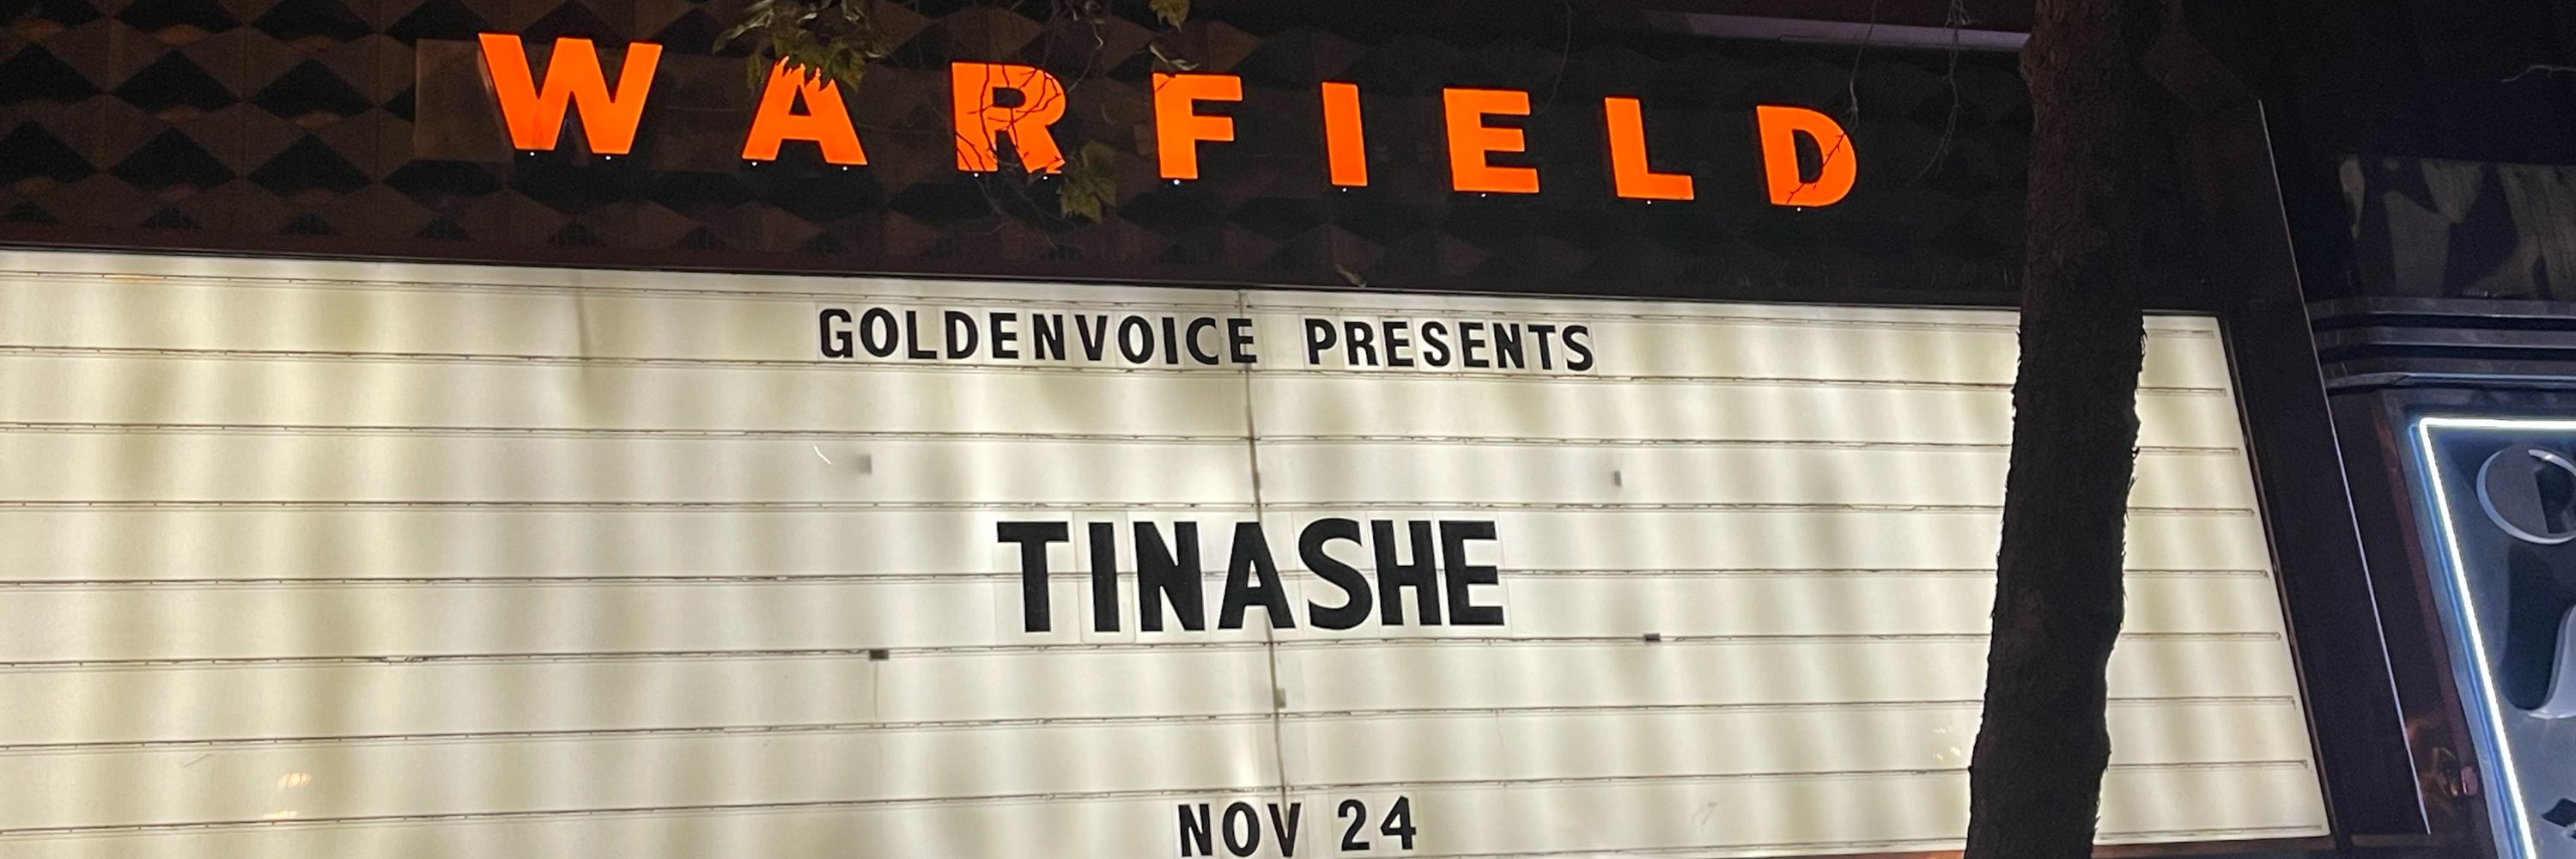 WARFIELD
GOLDENVOICE PRESENTS
TINASHE
NOV 24